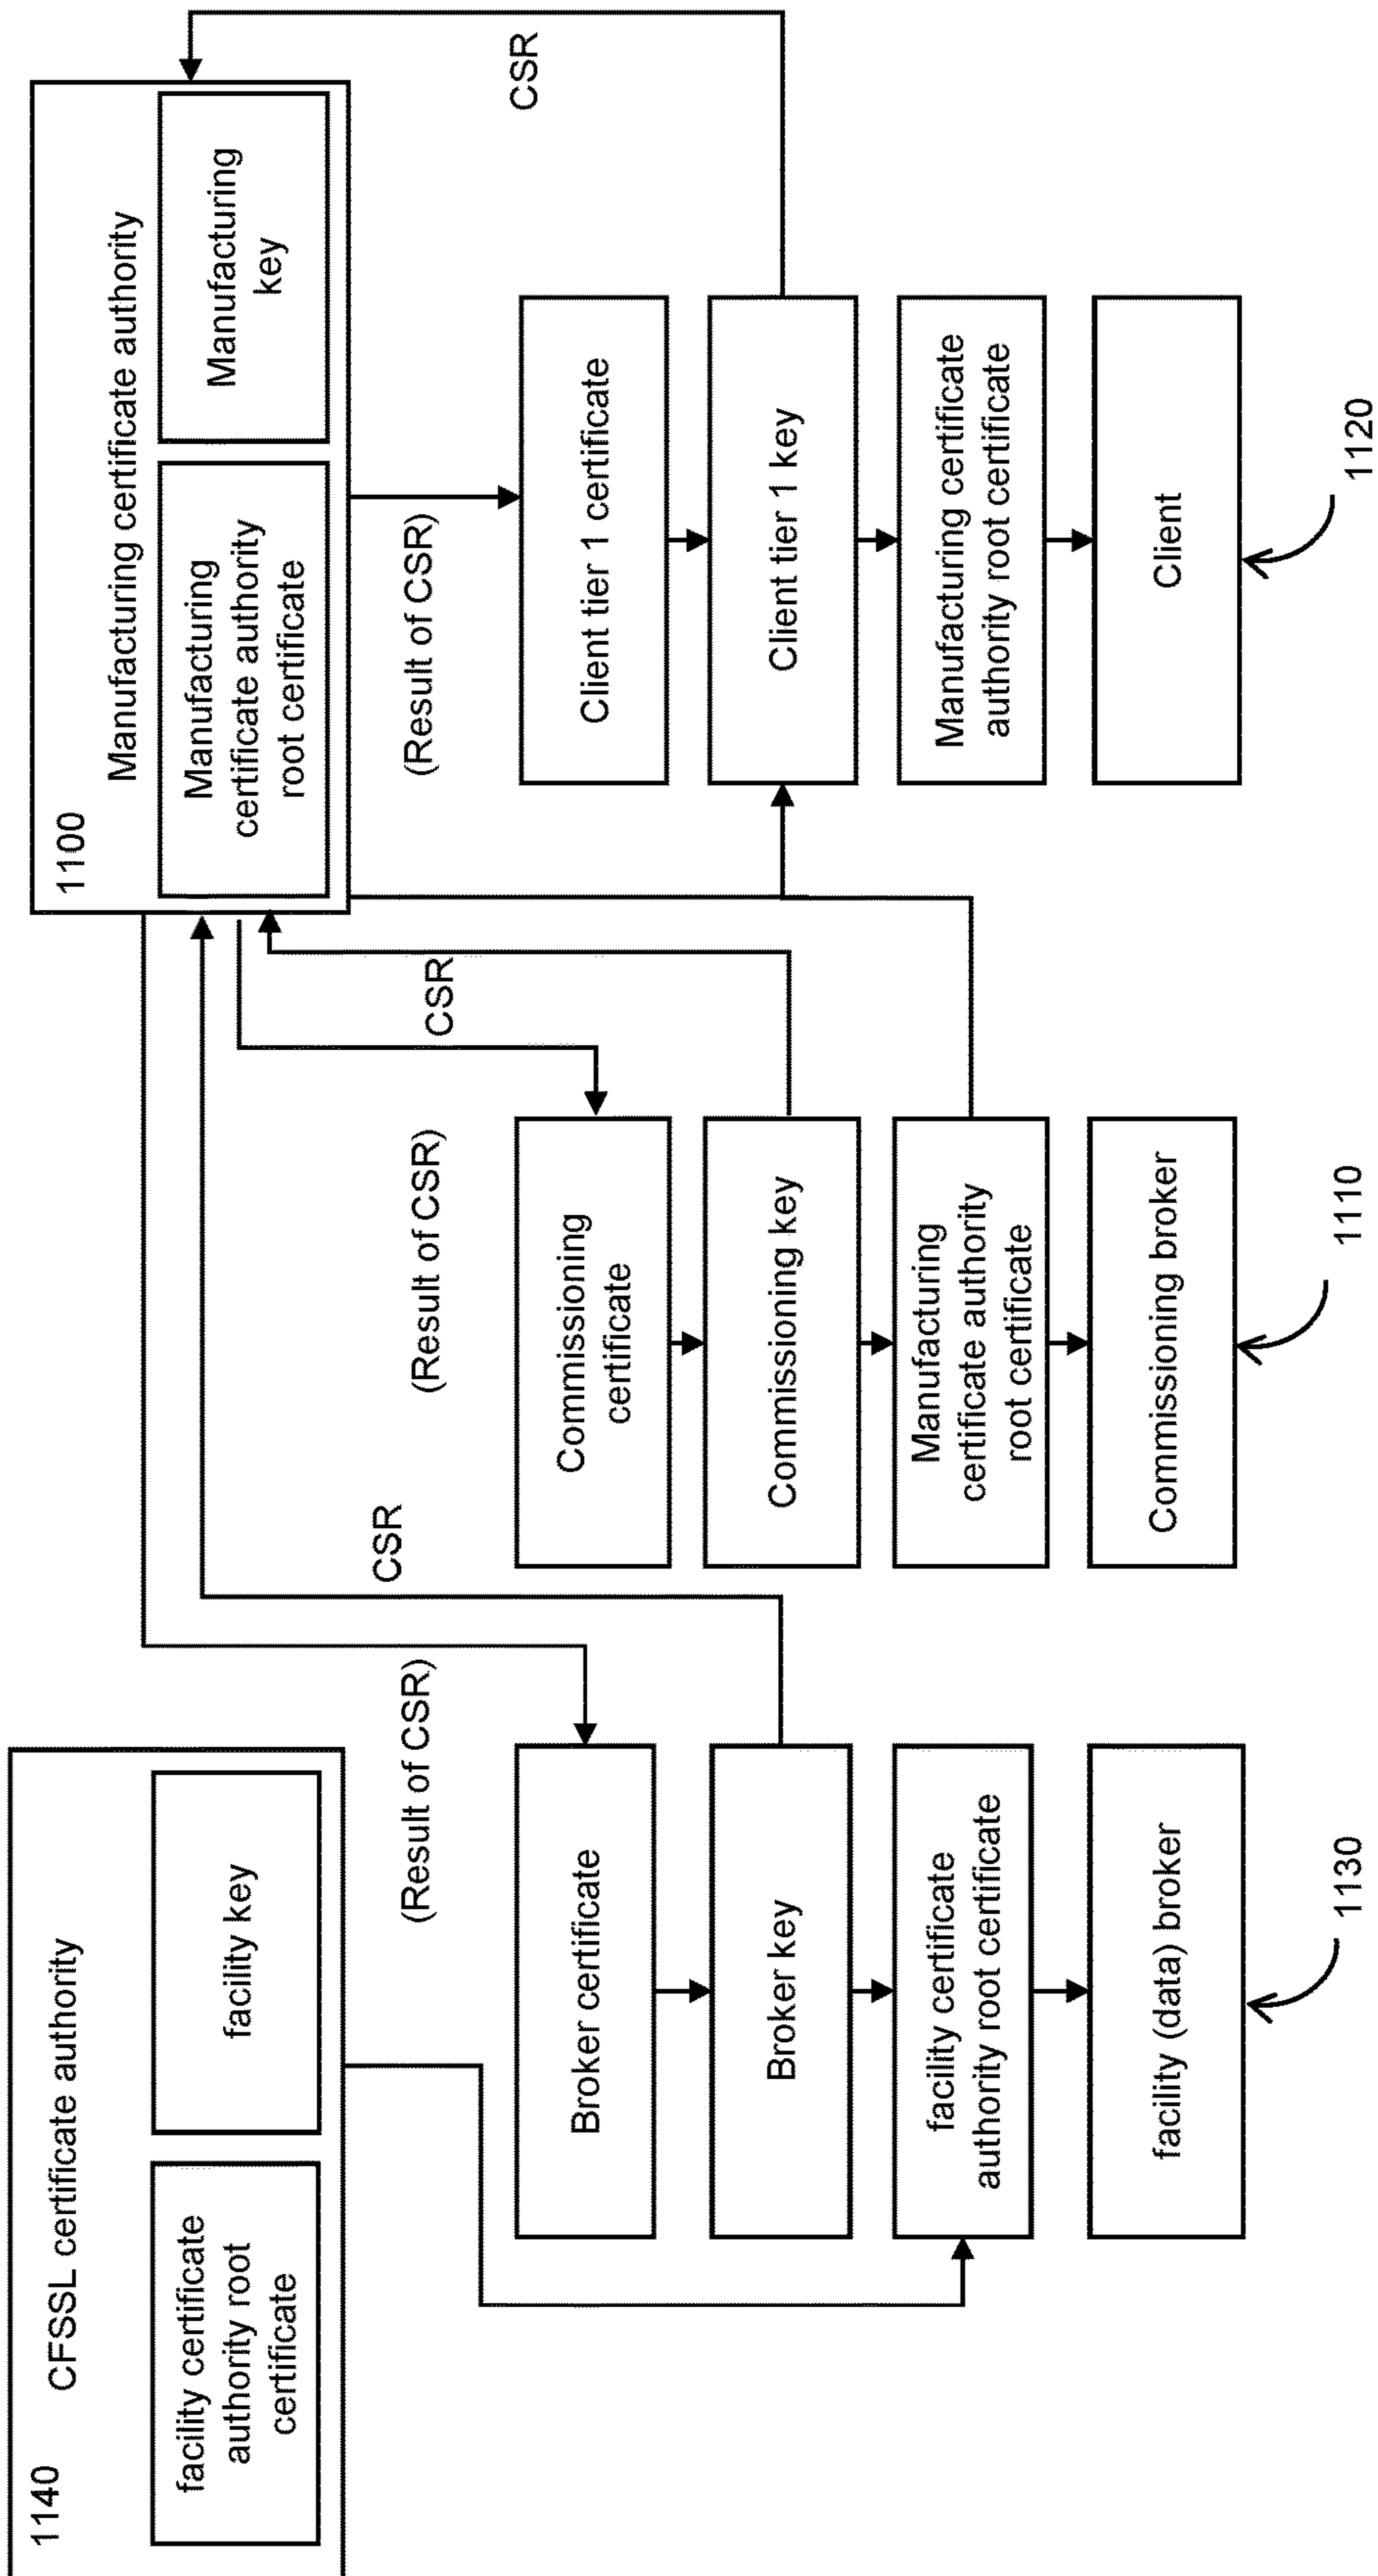 1140
CFSSL certificate authority
facility certificate
authority root
certificate
facility key
1100
Manufacturing certificate authority
Manufacturing
certificate authority
root certificate
Manufacturing
key
(Result of CSR)
CSR
(Result of CSR)
CSR
(Result of CSR)
CSR
Broker certificate
Broker key
facility certificate
authority root certificate
facility (data) broker
1130
Commissioning
certificate
Commissioning key
Manufacturing
certificate authority
root certificate
Commissioning broker
1110
Client tier 1 certificate
Client tier 1 key
Manufacturing certificate
authority root certificate
Client
1120